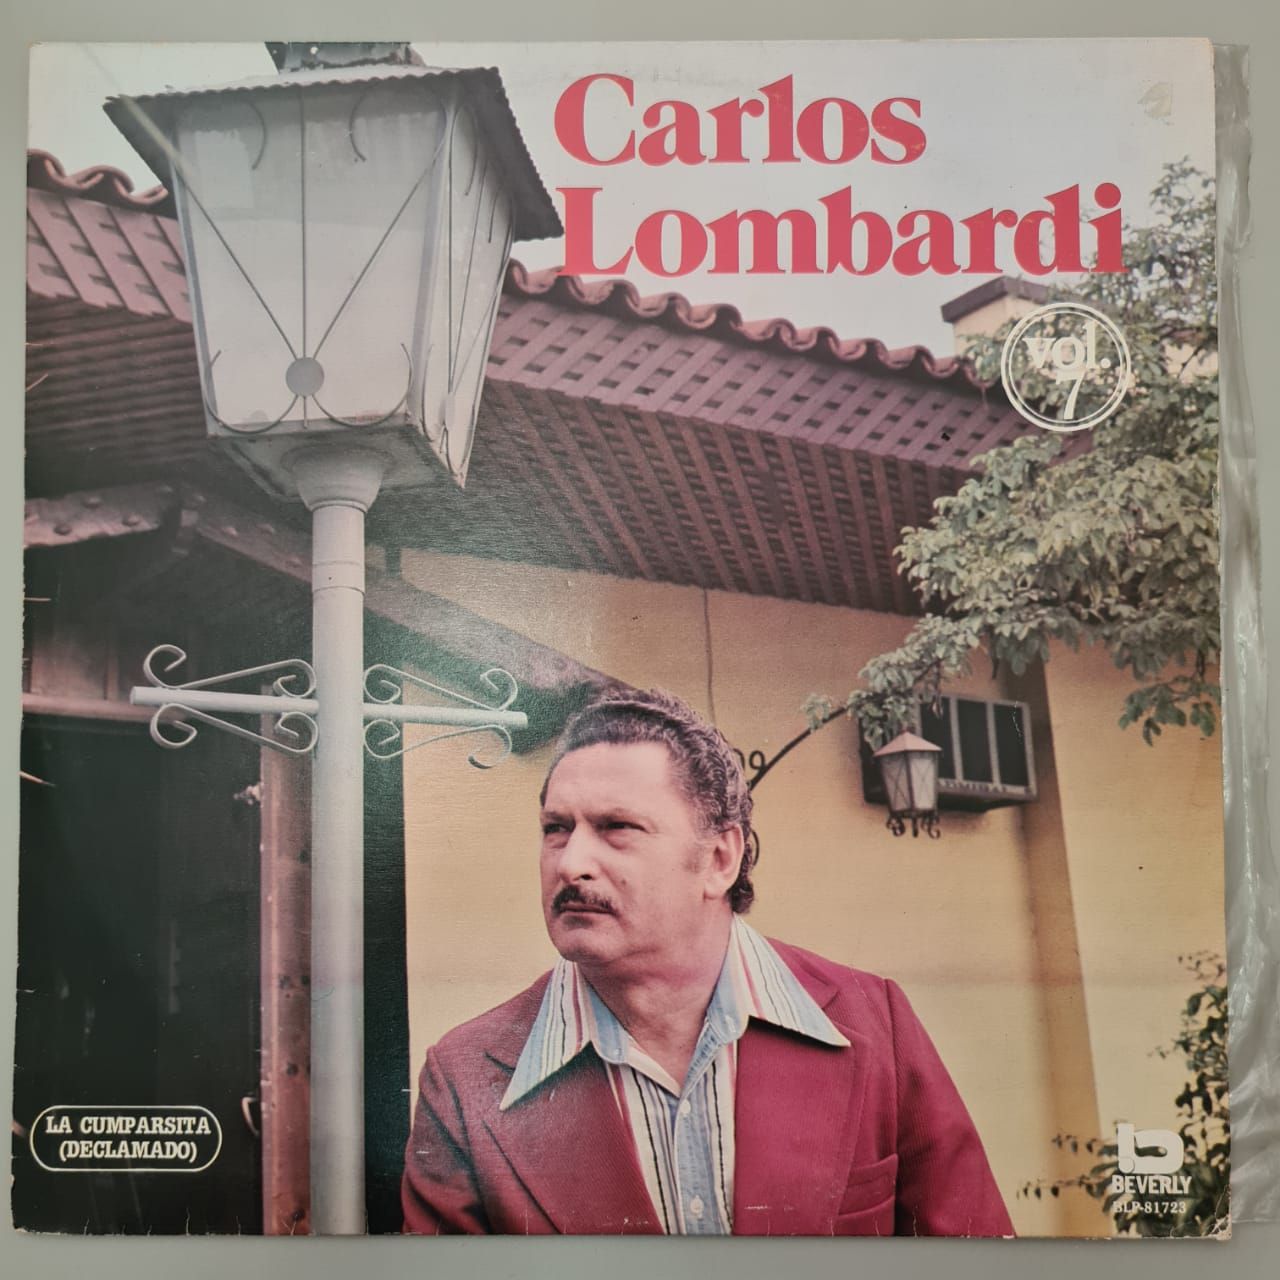 Carlos
Lombardi
vol.
7
LA CUMPARSITA
(DECLAMADO)
BEVERLY
BLP-81723